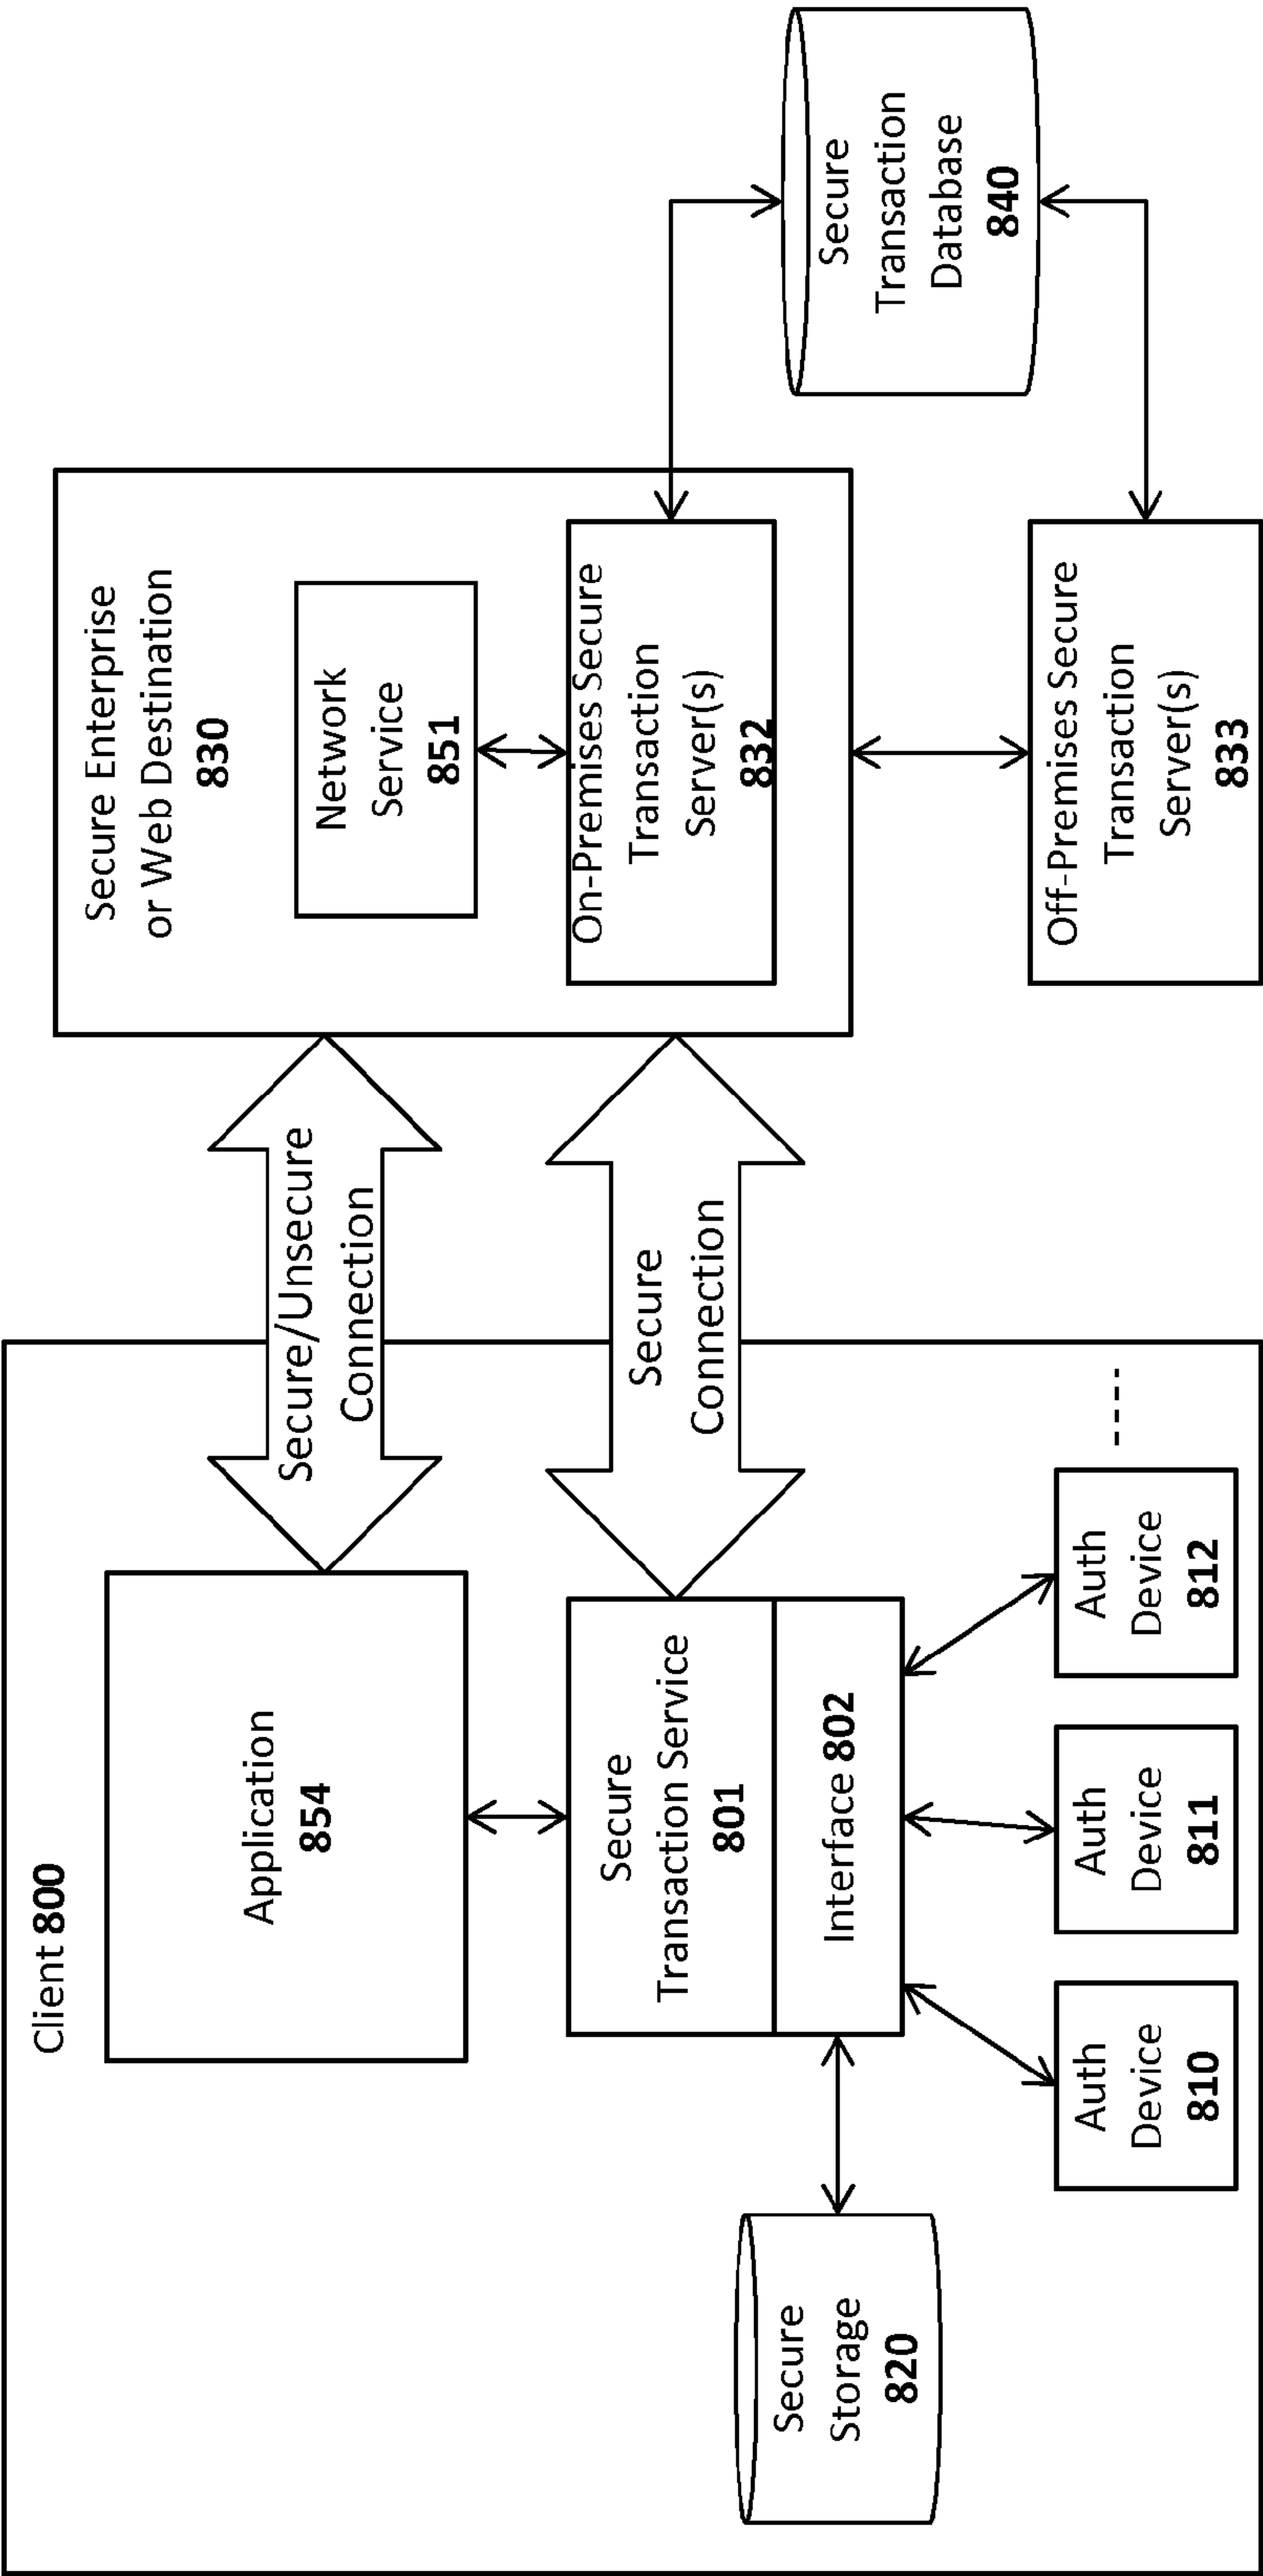 Client 800
Application
854
Secure
Transaction Service
801
Interface 802
Secure
Storage
820
Auth
Device
810
Auth
Device
811
Auth
Device
812
Secure/Unsecure
Connection
Secure
Connection
Secure Enterprise
or Web Destination
830
Network
Service
851
On-Premises Secure
Transaction
Server(s)
832
Off-Premises Secure
Transaction
Server(s)
833
Secure
Transaction
Database
840